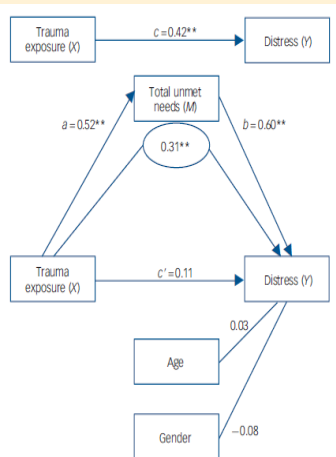 Trauma
exposure (X)
c=0.42**
Distress (Y)
Total unmet
needs (M)
a=0.52**
b=0.60**
0.31**
Trauma
exposure (X)
c'=0.11
Distress (Y)
0.03
Age
−0.08
Gender